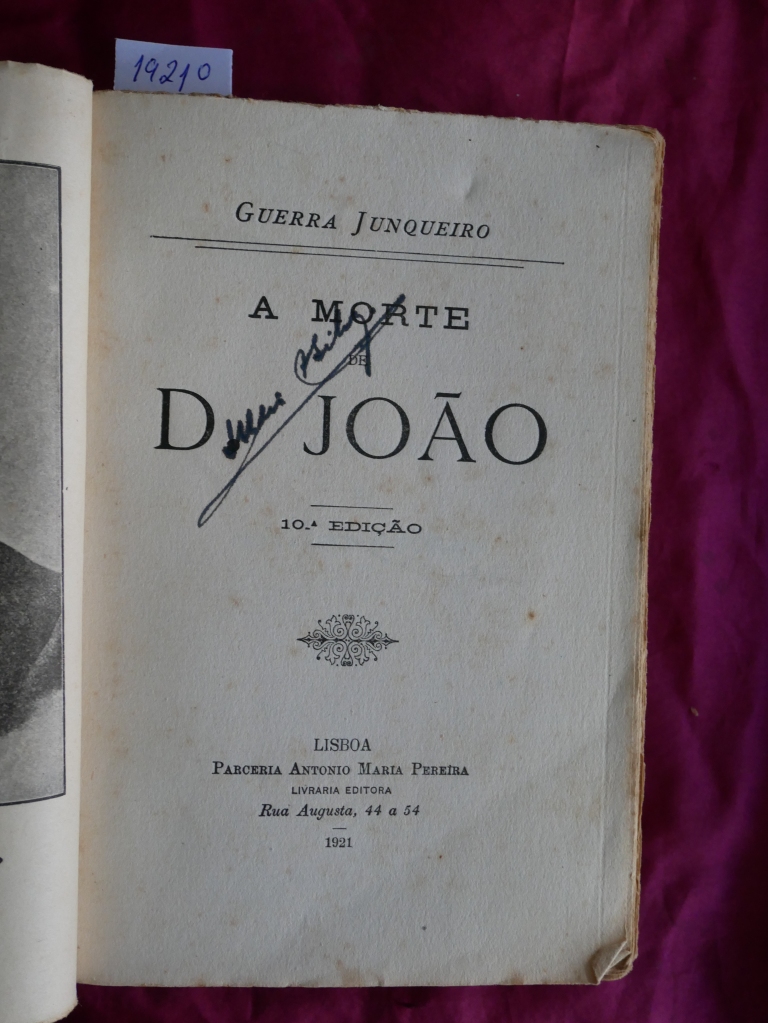 19210
GUERRA JUNQUEIRO
A MORTE
DE
D JOÃO
10.ª EDIÇÃO
LISBOA
PARCERIA ANTONIO MARIA PEREIRA
LIVRARIA EDITORA
Rua Augusta, 44 a 54
1921